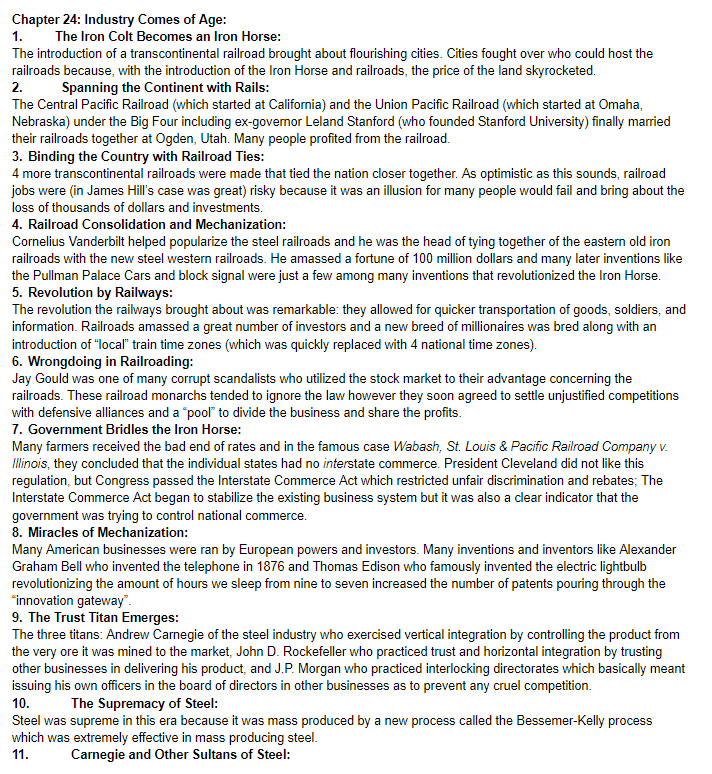 Chapter 24: Industry Comes of Age:
1. The Iron Colt Becomes an Iron Horse:
The introduction of a transcontinental railroad brought about flourishing cities. Cities fought over who could host the
railroads because, with the introduction of the Iron Horse and railroads, the price of the land skyrocketed.
2. Spanning the Continent with Rails:
The Central Pacific Railroad (which started at California) and the Union Pacific Railroad (which started at Omaha,
Nebraska) under the Big Four including ex-governor Leland Stanford (who founded Stanford University) finally married
their railroads together at Ogden, Utah. Many people profited from the railroad.
3. Binding the Country with Railroad Ties:
4 more transcontinental railroads were made that tied the nation closer together. As optimistic as this sounds, railroad
jobs were (in James Hill's case was great) risky because it was an illusion for many people would fail and bring about the
loss of thousands of dollars and investments.
4. Railroad Consolidation and Mechanization:
Cornelius Vanderbilt helped popularize the steel railroads and he was the head of tying together of the eastern old iron
railroads with the new steel western railroads. He amassed a fortune of 100 million dollars and many later inventions like
the Pullman Palace Cars and block signal were just a few among many inventions that revolutionized the Iron Horse.
5. Revolution by Railways:
The revolution the railways brought about was remarkable: they allowed for quicker transportation of goods, soldiers, and
information. Railroads amassed a great number of investors and a new breed of millionaires was bred along with an
introduction of "local" train time zones (which was quickly replaced with 4 national time zones).
6. Wrongdoing in Railroading:
Jay Gould was one of many corrupt scandalists who utilized the stock market to their advantage concerning the
railroads. These railroad monarchs tended to ignore the law however they soon agreed to settle unjustified competitions
with defensive alliances and a "pool" to divide the business and share the profits.
7. Government Bridles the Iron Horse:
Many farmers received the bad end of rates and in the famous case Wabash, St. Louis & Pacific Railroad Company v.
Illinois, they concluded that the individual states had no interstate commerce. President Cleveland did not like this
regulation, but Congress passed the Interstate Commerce Act which restricted unfair discrimination and rebates; The
Interstate Commerce Act began to stabilize the existing business system but it was also a clear indicator that the
government was trying to control national commerce.
8. Miracles of Mechanization:
Many American businesses were ran by European powers and investors. Many inventions and inventors like Alexander
Graham Bell who invented the telephone in 1876 and Thomas Edison who famously invented the electric lightbulb
revolutionizing the amount of hours we sleep from nine to seven increased the number of patents pouring through the
"innovation gateway".
9. The Trust Titan Emerges:
The three titans: Andrew Carnegie of the steel industry who exercised vertical integration by controlling the product from
the very ore it was mined to the market, John D. Rockefeller who practiced trust and horizontal integration by trusting
other businesses in delivering his product, and J.P. Morgan who practiced interlocking directorates which basically meant
issuing his own officers in the board of directors in other businesses as to prevent any cruel competition.
10. The Supremacy of Steel:
Steel was supreme in this era because it was mass produced by a new process called the Bessemer-Kelly process
which was extremely effective in mass producing steel.
11. Carnegie and Other Sultans of Steel: